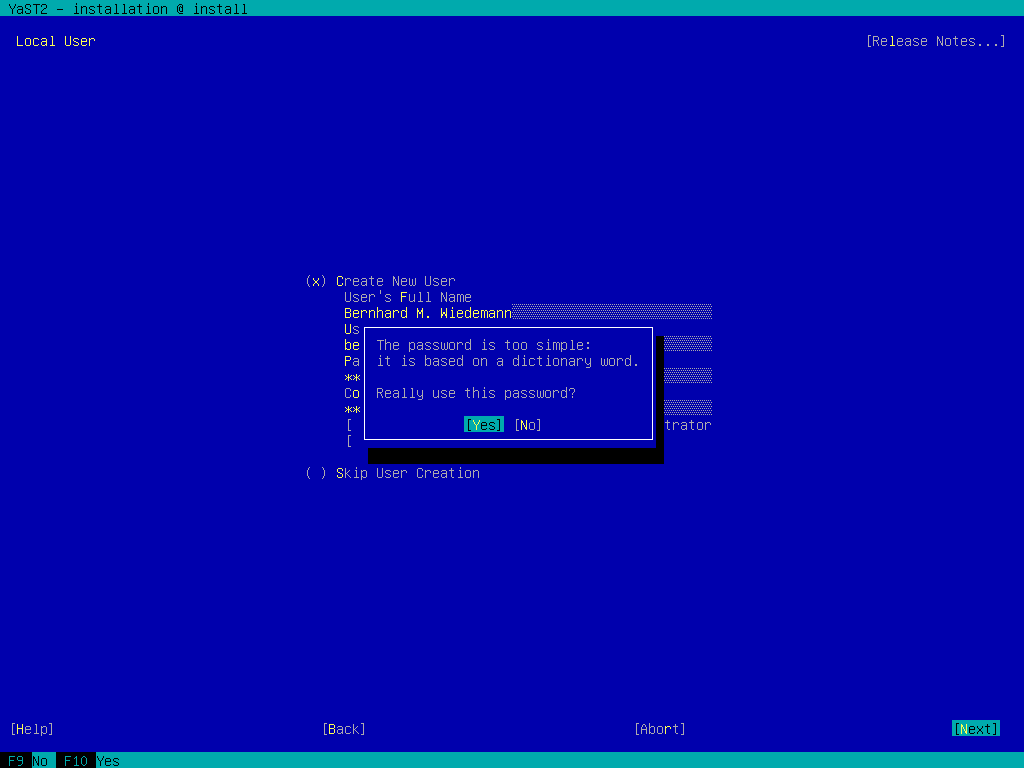 YaST2 - installation @ install
Local User
[Release Notes...]
(x) Create New User
User's Full Name
Bernhard M. Wiedemann
Us
be
Pa
**
Co
**
[
trator
[
The password is too simple:
it is based on a dictionary word.
Really use this password?
[Yes] [No]
( ) Skip User Creation
[Help] [Back] [Abort] [Next]
F9 No F10 Yes